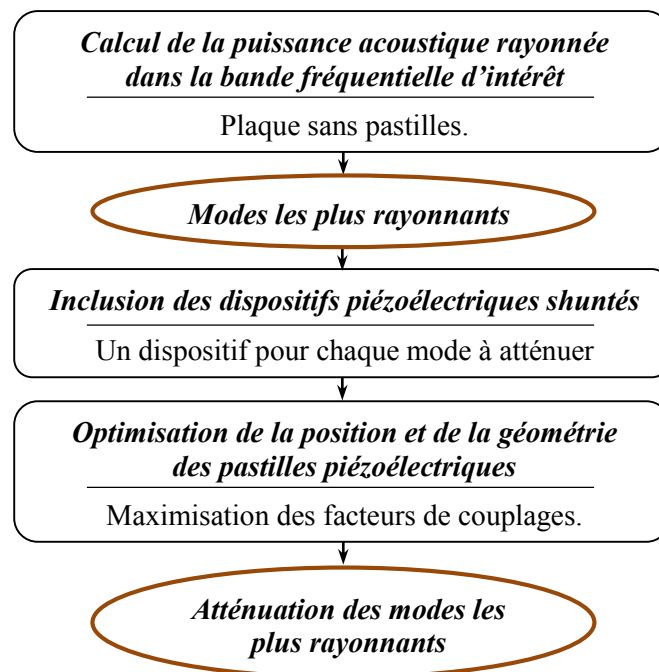 Calcul de la puissance acoustique rayonnée
dans la bande fréquentielle d’intérêt
Plaque sans pastilles.
Modes les plus rayonnants
Inclusion des dispositifs piézoélectriques shuntés
Un dispositif pour chaque mode à atténuer
Optimisation de la position et de la géométrie
des pastilles piézoélectriques
Maximisation des facteurs de couplages.
Atténuation des modes les
plus rayonnants